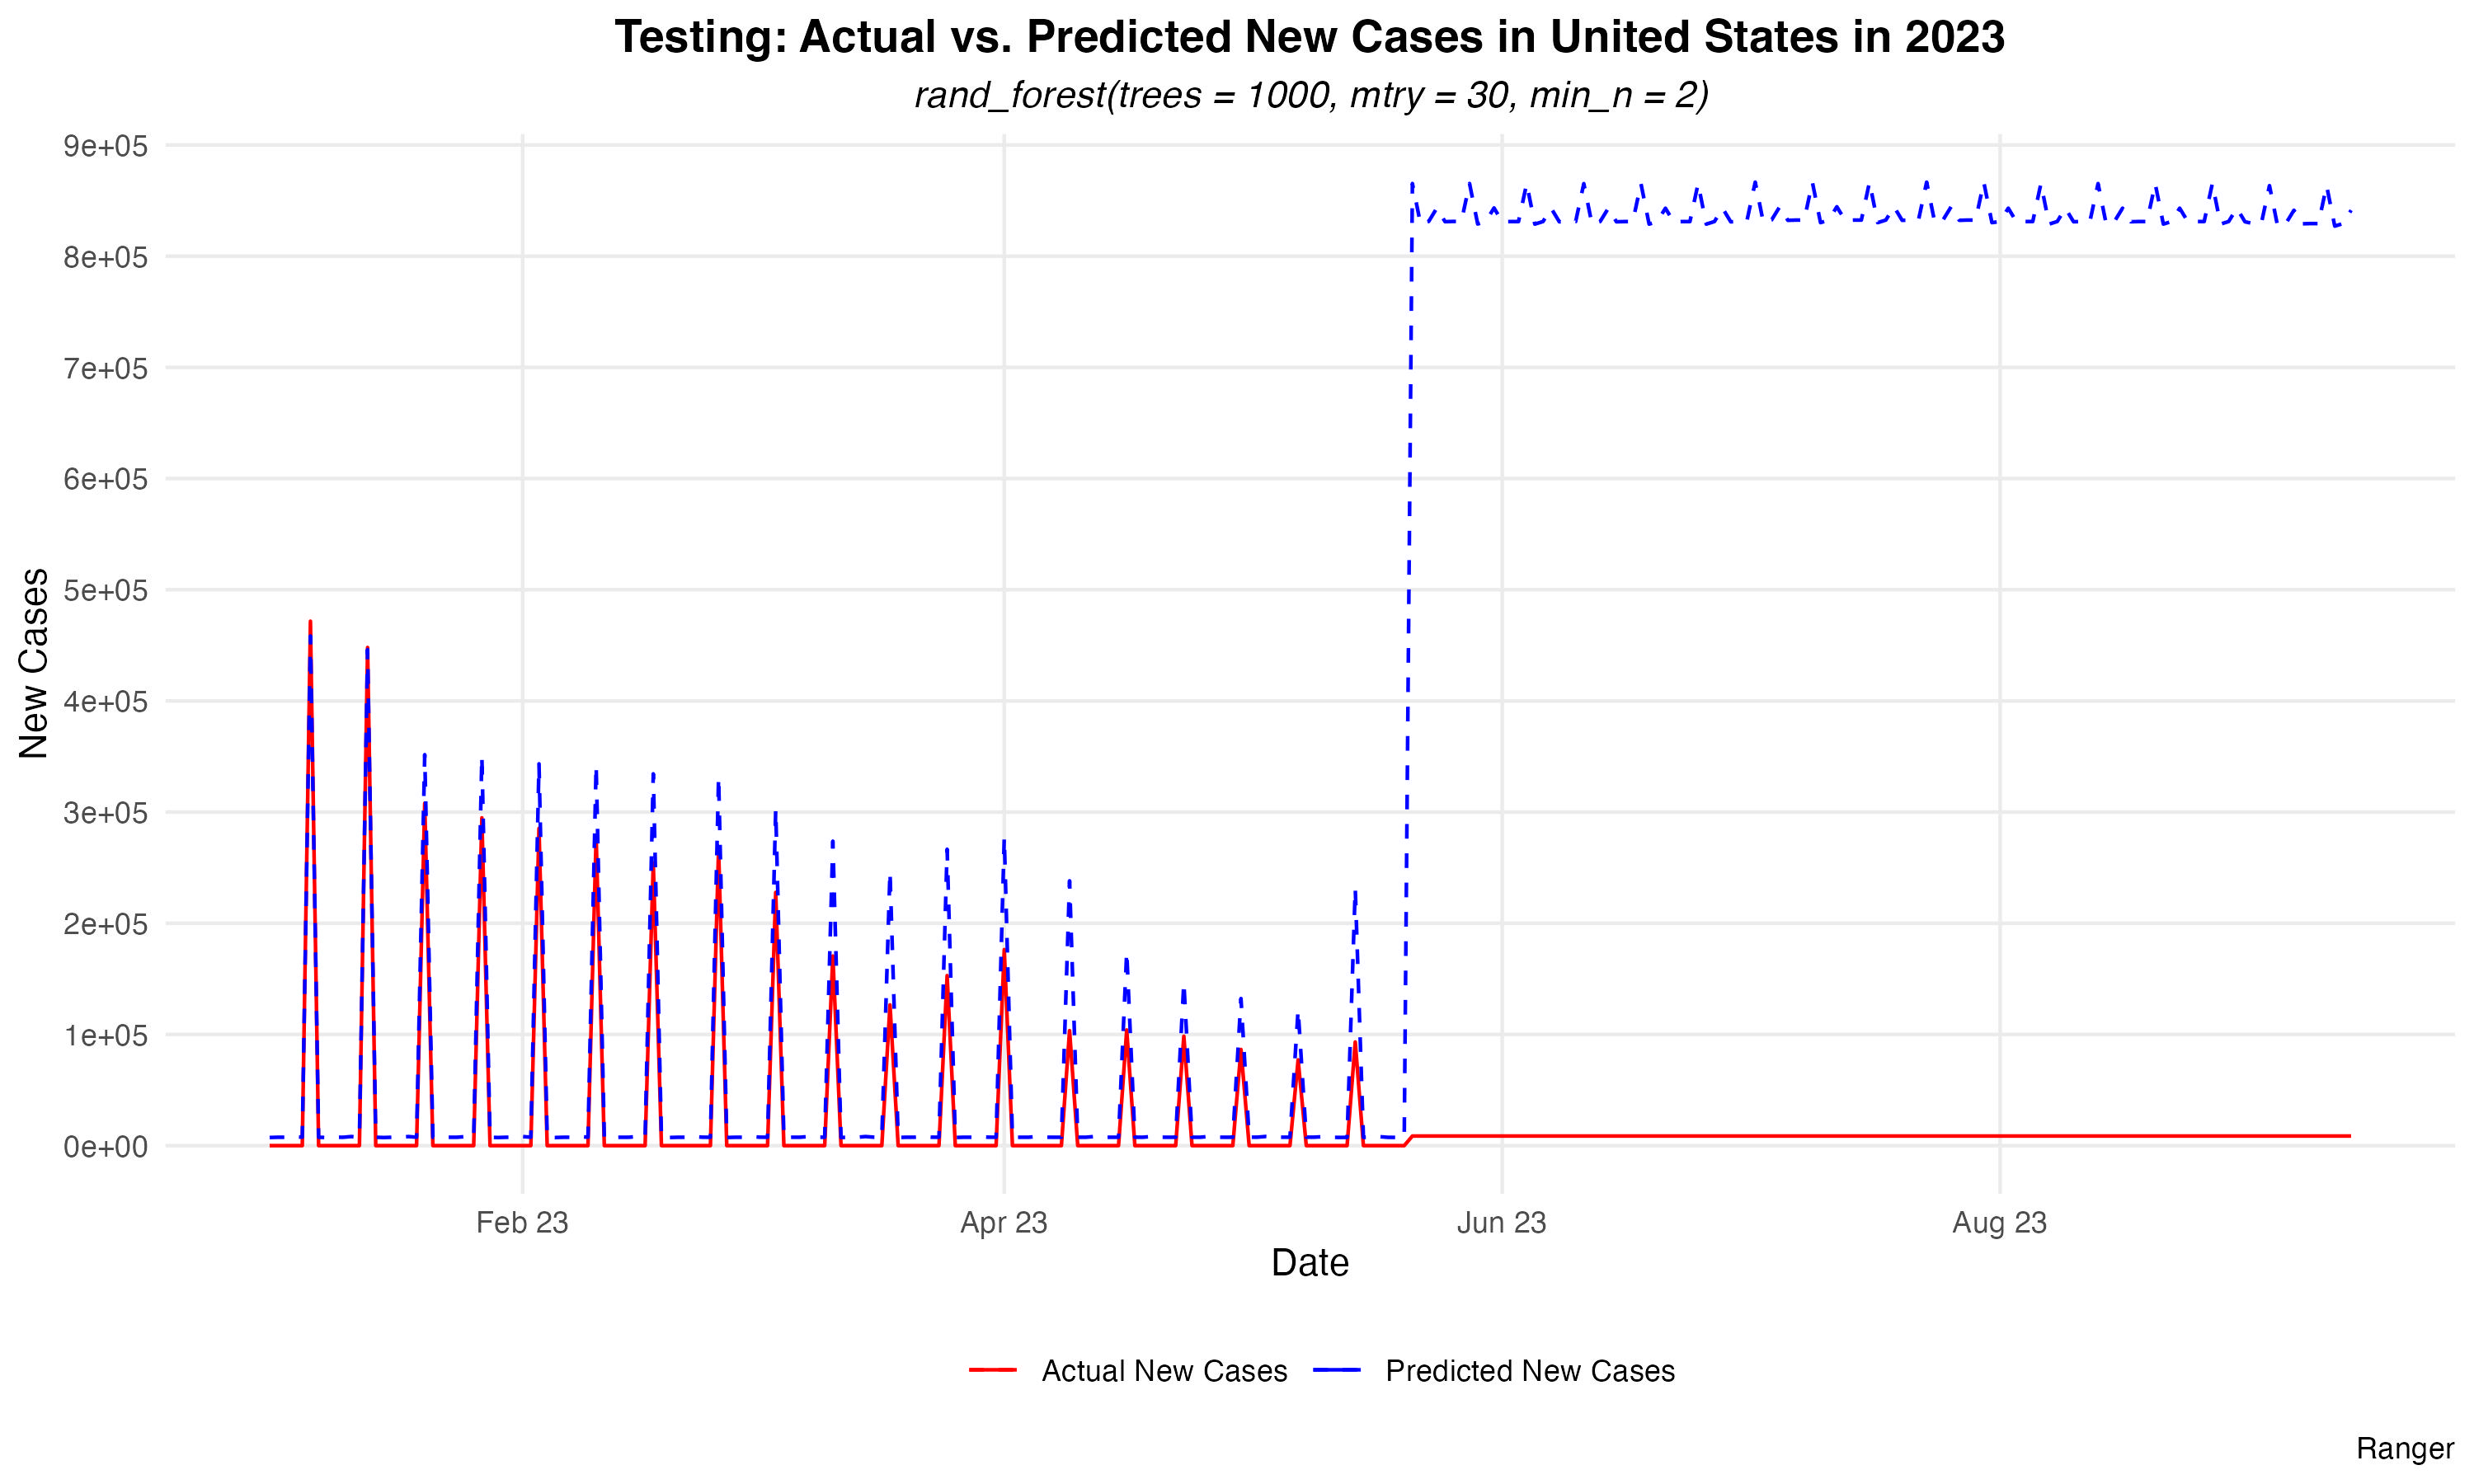 Testing: Actual vs. Predicted New Cases in United States in 2023
rand_forest(trees = 1000, mtry = 30, min_n = 2)
9e+05
8e+05
7e+05
6e+05
5e+05
4e+05
3e+05
2e+05
1e+05
0e+00
New Cases
Feb 23
Apr 23
Jun 23
Aug 23
Date
Actual New Cases
Predicted New Cases
Ranger